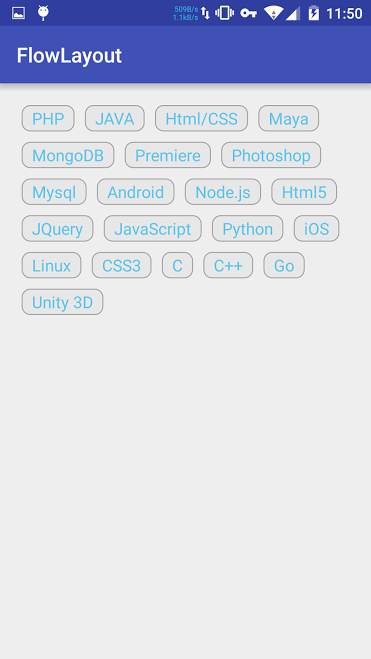 509B/s
1.1kB/s
11:50
FlowLayout
PHP JAVA Html/CSS Maya
MongoDB Premiere Photoshop
Mysql Android Node.js Html5
JQuery JavaScript Python iOS
Linux CSS3 C C++ Go
Unity 3D